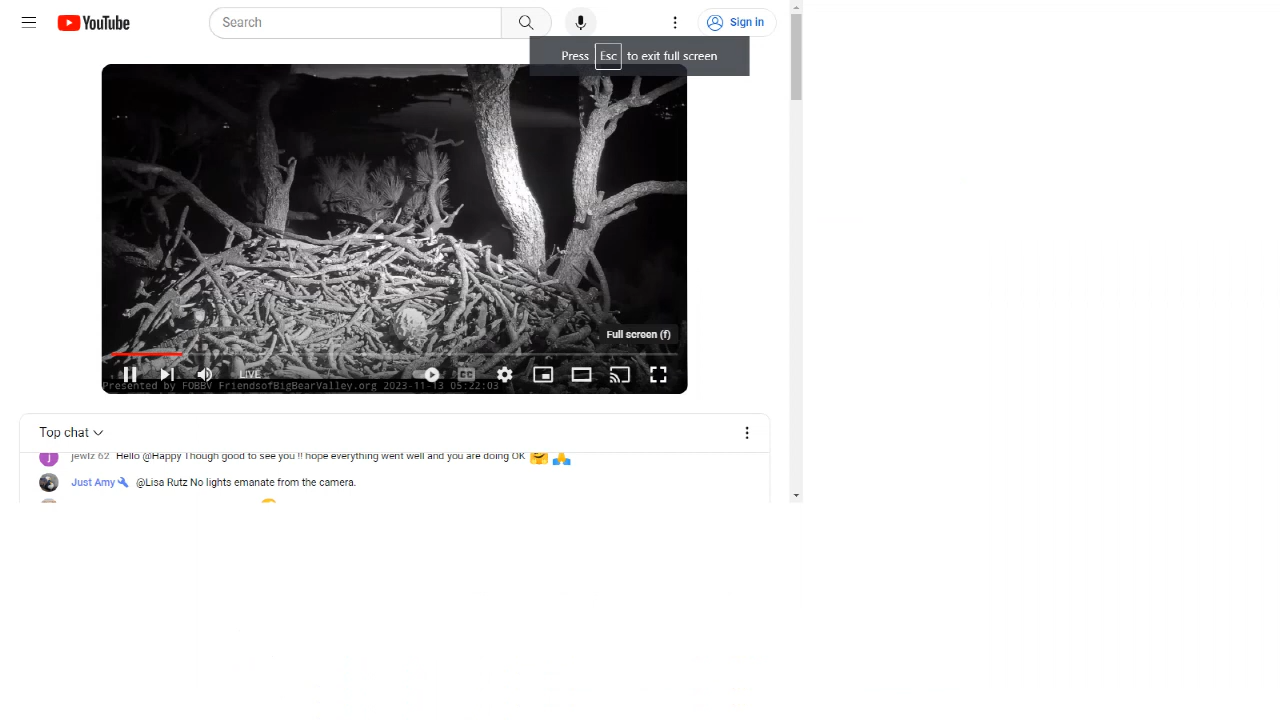 YouTube
Search
Sign in
Press Esc to exit full screen
Full screen (f)
LIVE
CC
Presented by FOBBV FriendsofBigBearValley.org 2023-11-13 05:22:03
Top chat
j jewlz 62 Hello @Happy Though good to see you !! hope everything went well and you are doing OK 🤗 🙏
Just Amy @Lisa Rutz No lights emanate from the camera.